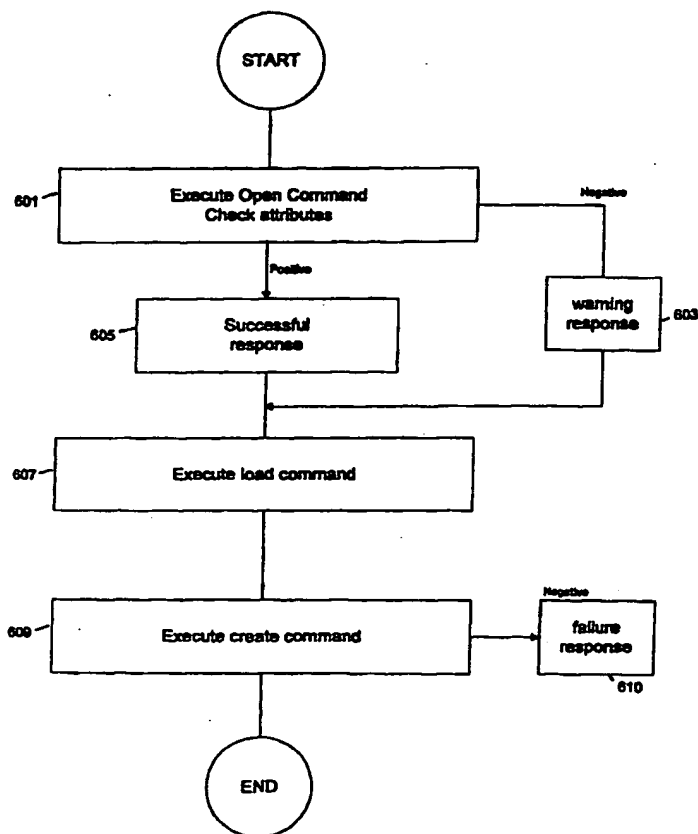 START
601
Execute Open Command
Check attributes
Negative
Positive
605
Successful
response
warning
response
603
607
Execute load command
609
Execute create command
Negative
failure
response
610
END